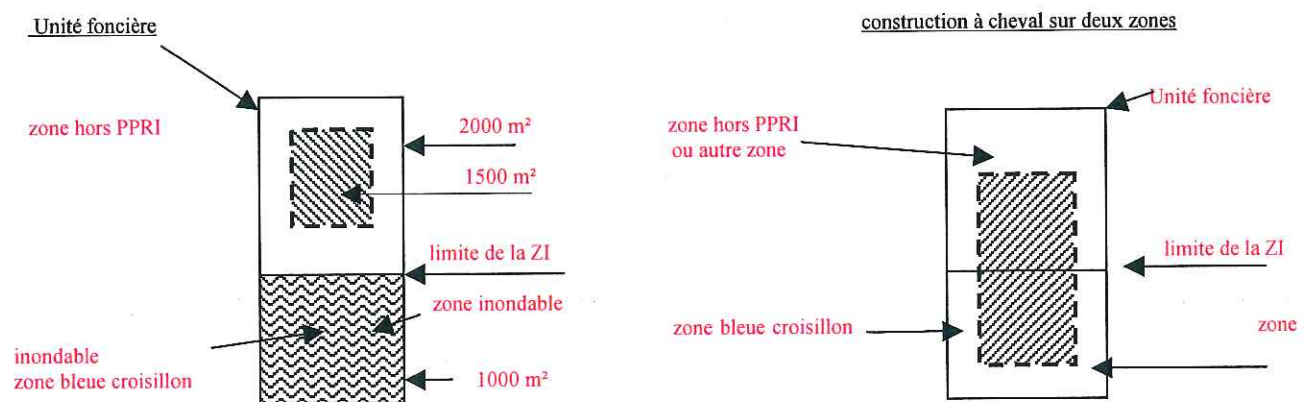 Unité foncière
zone hors PPRI
2000 m²
1500 m²
limite de la ZI
zone inondable
inondable
zone bleue croisillon
1000 m²
construction à cheval sur deux zones
Unité foncière
zone hors PPRI
ou autre zone
limite de la ZI
zone bleue croisillon
zone